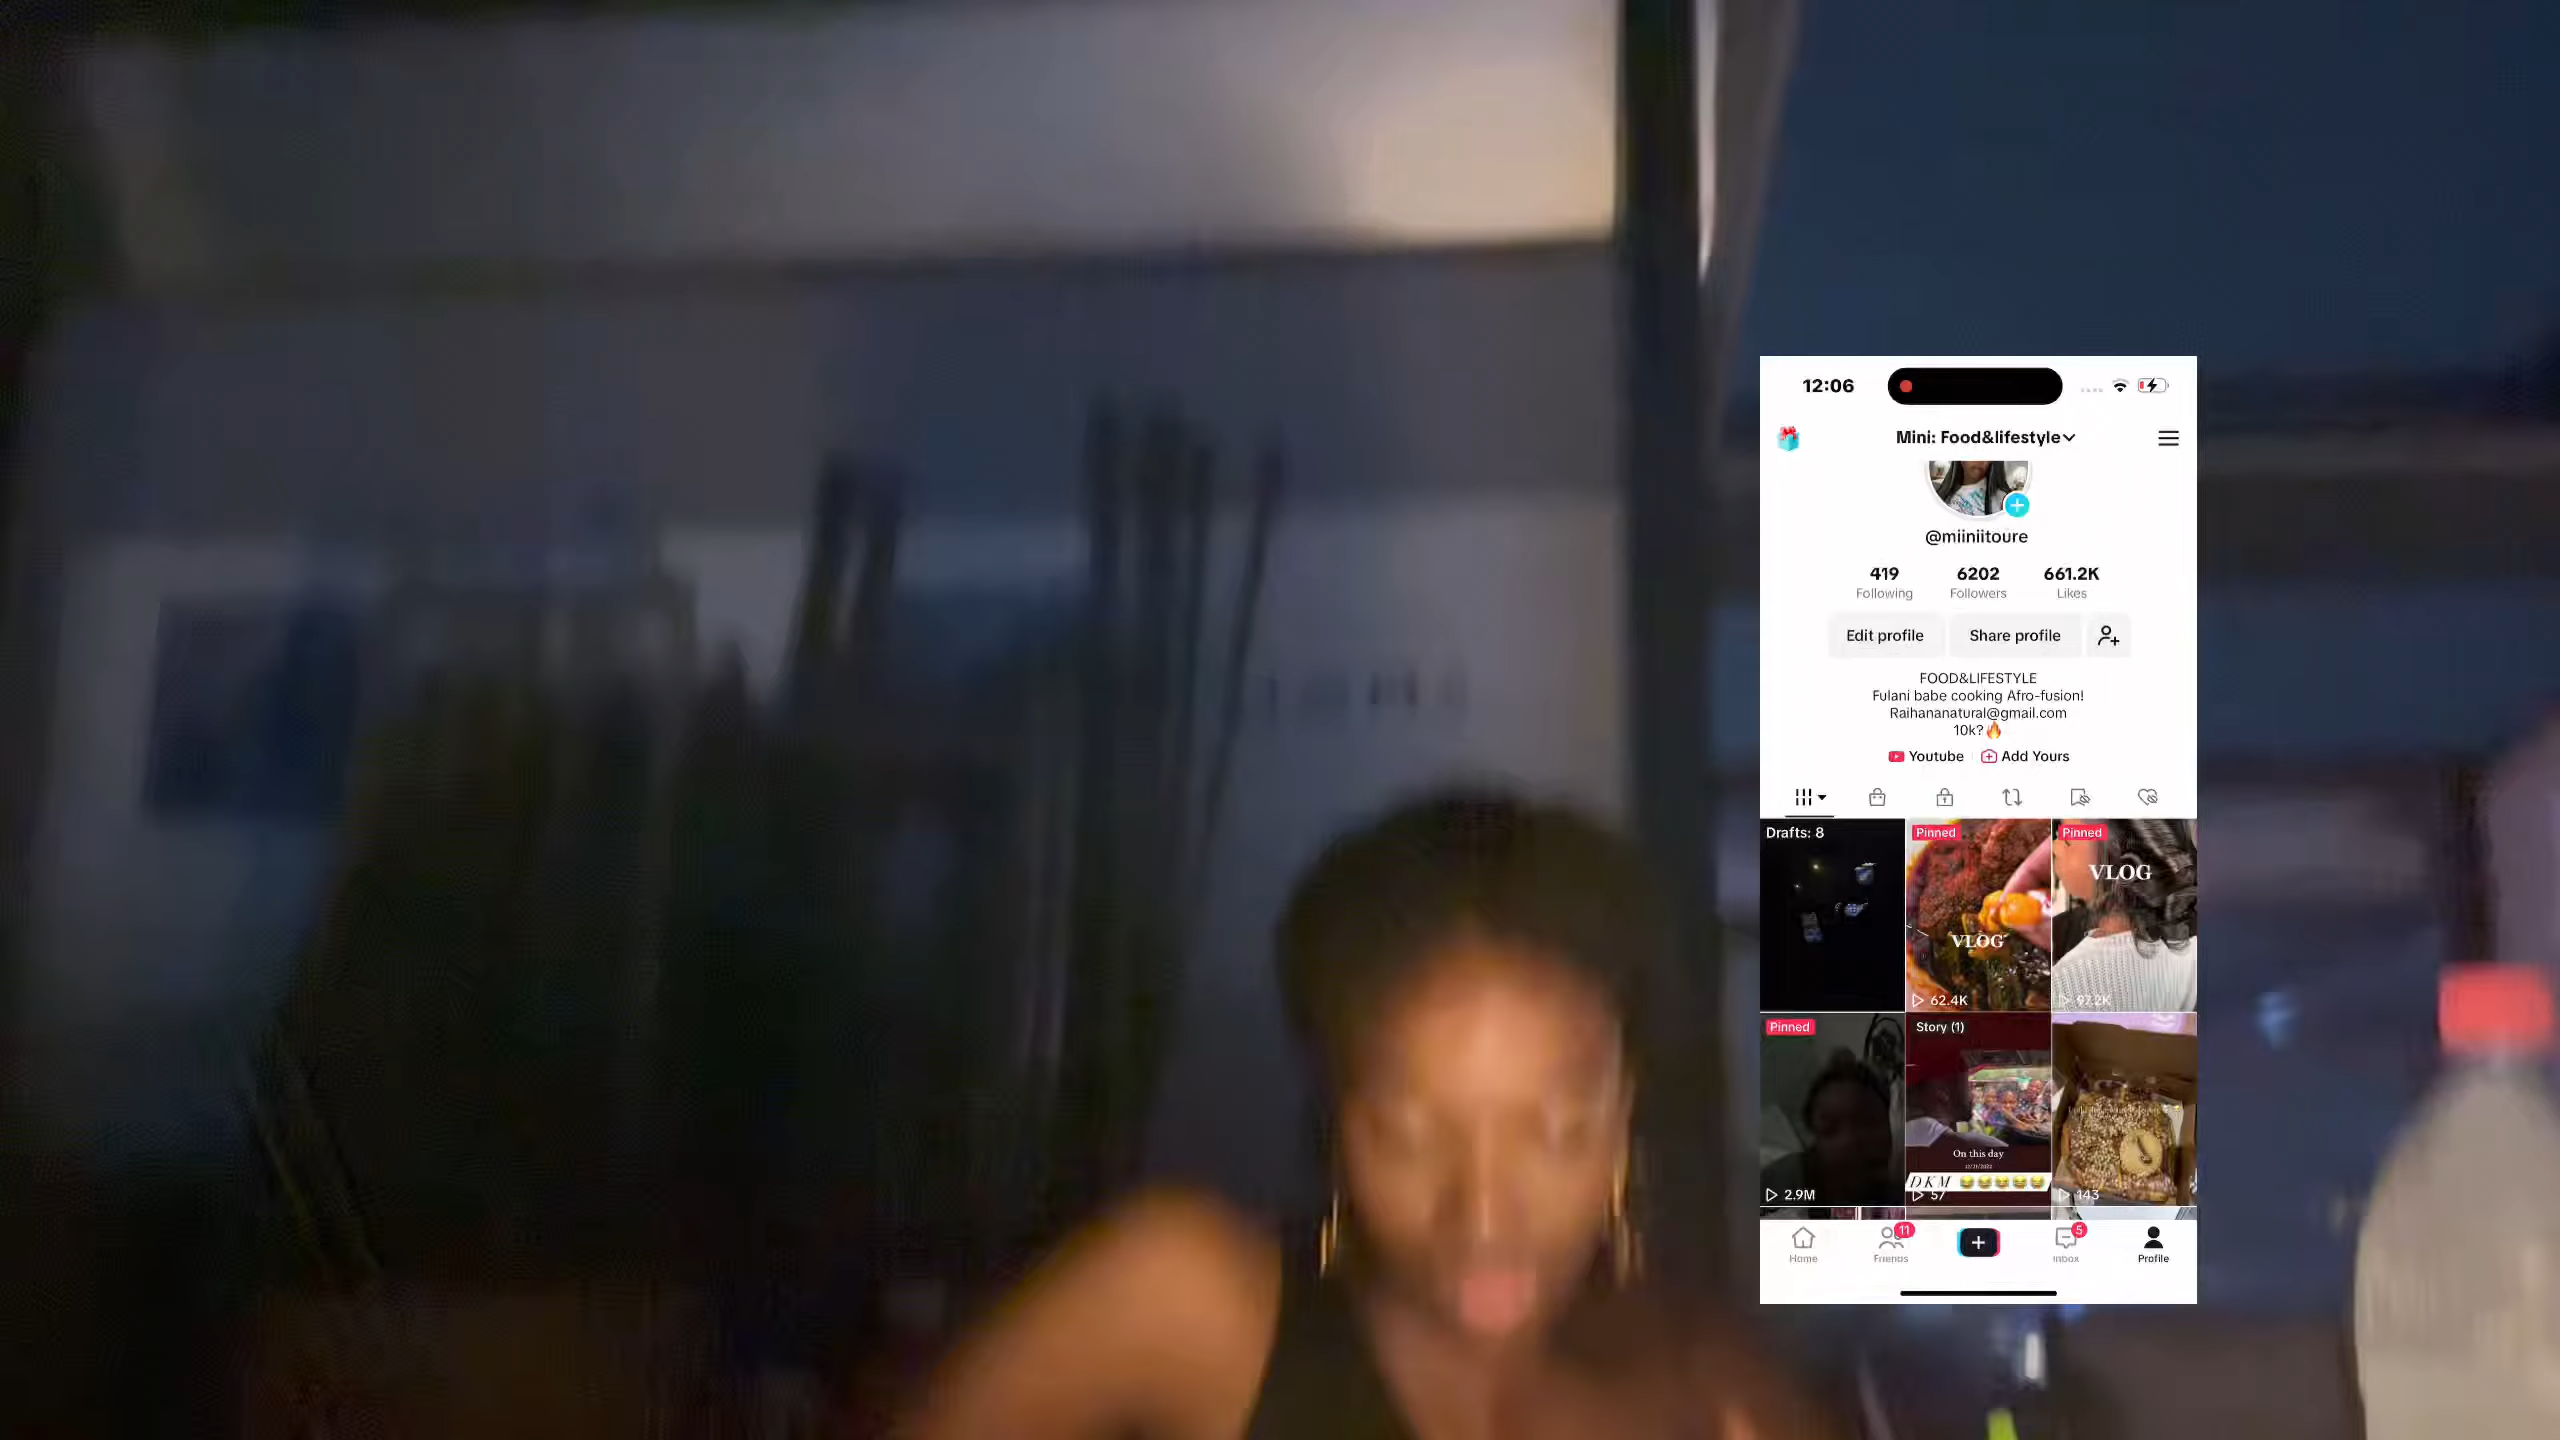 12:06
Mini: Food&lifestyle
@miiniitoure
419
Following
6202
Followers
661.2K
Likes
Edit profile
Share profile
FOOD&LIFESTYLE
Fulani babe cooking Afro-fusion!
Raihananatural@gmail.com
10k?🔥
Youtube
Add Yours
Drafts: 8
Pinned
VLOG
62.4K
Pinned
VLOG
97.2K
Pinned
2.9M
Story (1)
On this day
DKM 😂😂😂😂😂
57
143
Home
11
Friends
5
Inbox
Profile